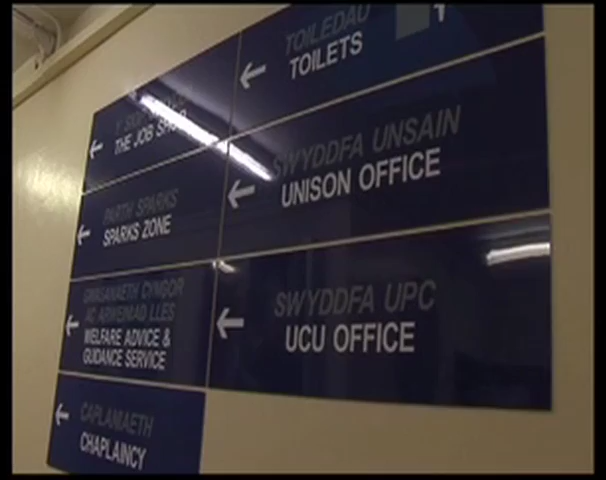 TOILEDAU
TOILETS
THE JOB SHOP
SWYDDFA UNSAIN
UNISON OFFICE
PARTH SPARKS
SPARKS ZONE
GWASANAETH CYNGOR
AC ARWEINIAD LLES
WELFARE ADVICE &
GUIDANCE SERVICE
SWYDDFA UPC
UCU OFFICE
CAPLANIAETH
CHAPLAINCY